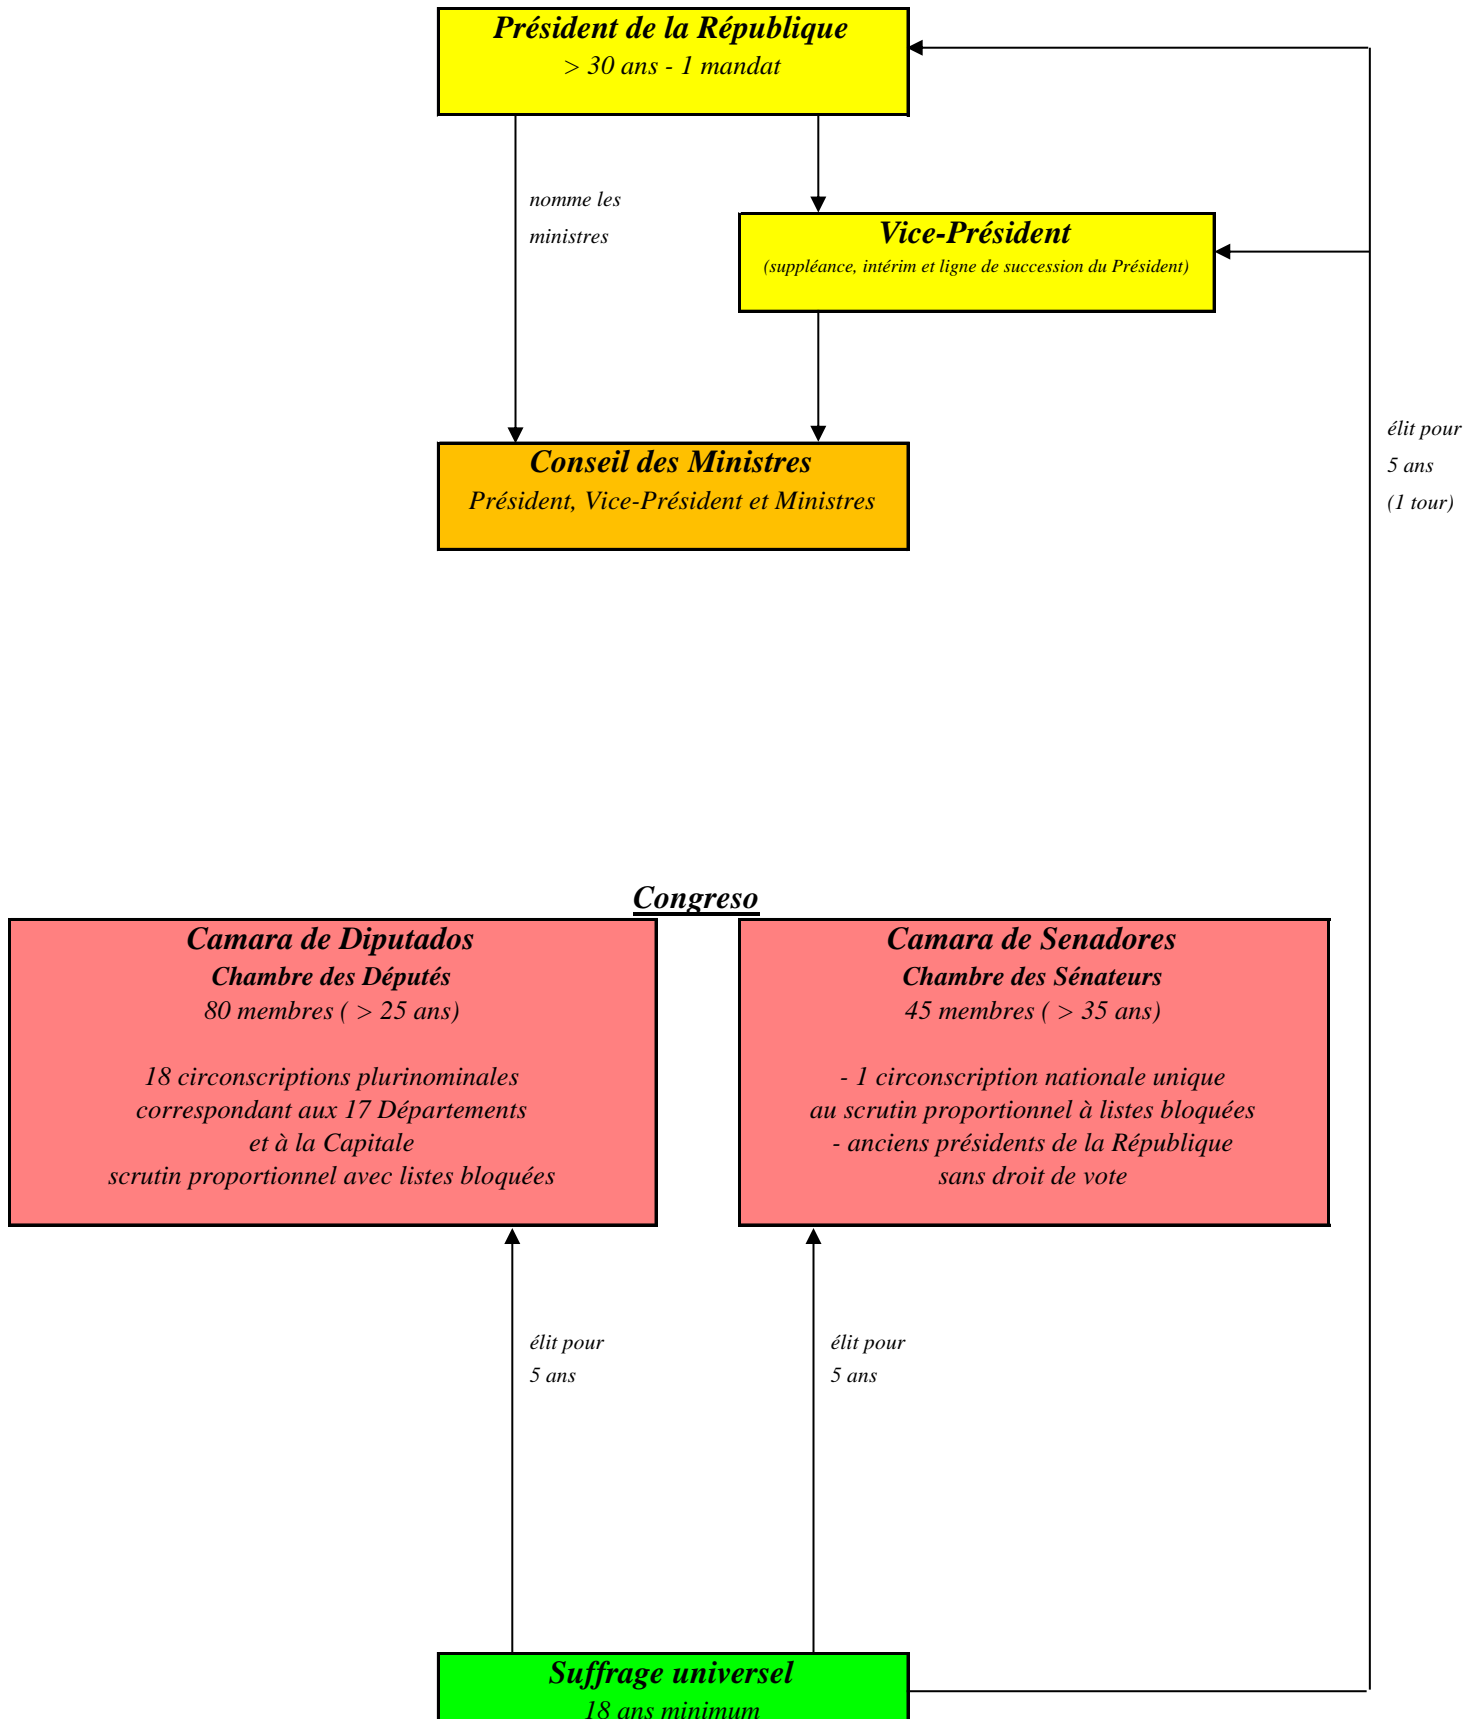 Président de la République
> 30 ans - 1 mandat
nomme les
ministres
Vice-Président
(suppléance, intérim et ligne de succession du Président)
élit pour
5 ans
(1 tour)
Conseil des Ministres
Président, Vice-Président et Ministres
Congreso
Camara de Diputados
Chambre des Députés
80 membres ( > 25 ans)
18 circonscriptions plurinominales
correspondant aux 17 Départements
et à la Capitale
scrutin proportionnel avec listes bloquées
Camara de Senadores
Chambre des Sénateurs
45 membres ( > 35 ans)
- 1 circonscription nationale unique
au scrutin proportionnel à listes bloquées
- anciens présidents de la République
sans droit de vote
élit pour
5 ans
élit pour
5 ans
Suffrage universel
18 ans minimum